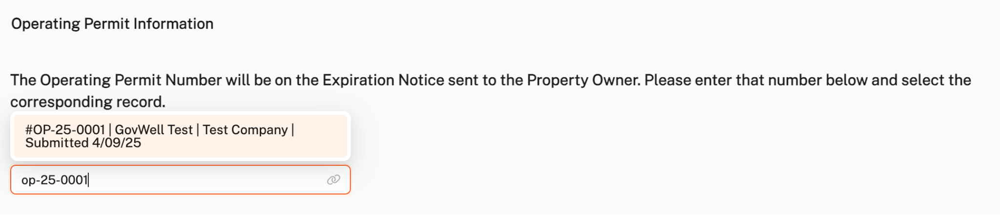 Operating Permit Information
The Operating Permit Number will be on the Expiration Notice sent to the Property Owner. Please enter that number below and select the
corresponding record.
#OP-25-0001 | GovWell Test | Test Company |
Submitted 4/09/25
op-25-0001